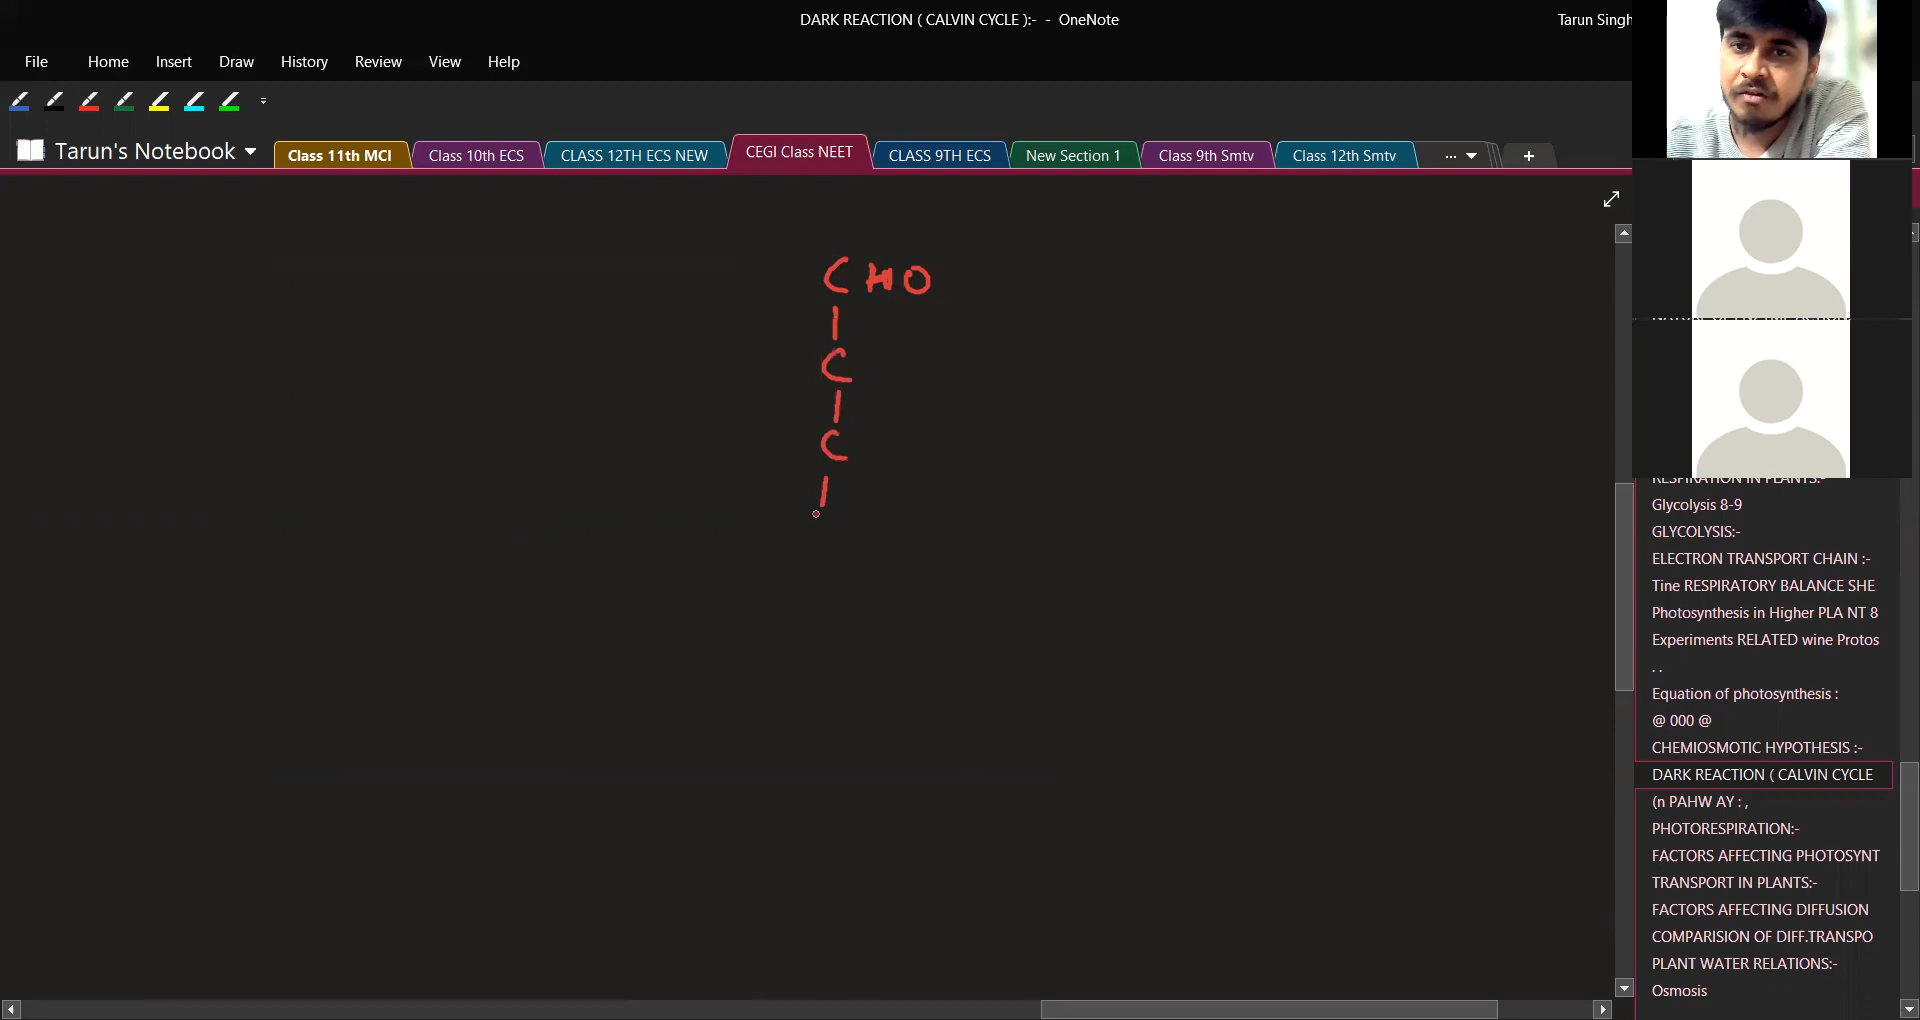 DARK REACTION ( CALVIN CYCLE ):- - OneNote
Tarun Singh
File Home Insert Draw History Review View Help
Tarun's Notebook
Class 11th MCI
Class 10th ECS
CLASS 12TH ECS NEW
CEGI Class NEET
CLASS 9TH ECS
New Section 1
Class 9th Smtv
Class 12th Smtv
...
+
CHO
C
C
RESPIRATION IN PLANTS:-
Glycolysis 8-9
GLYCOLYSIS:-
ELECTRON TRANSPORT CHAIN :-
Tine RESPIRATORY BALANCE SHE
Photosynthesis in Higher PLA NT 8
Experiments RELATED wine Protos
. .
Equation of photosynthesis :
@ 000 @
CHEMIOSMOTIC HYPOTHESIS :-
DARK REACTION ( CALVIN CYCLE
(n PAHW AY : ,
PHOTORESPIRATION:-
FACTORS AFFECTING PHOTOSYNT
TRANSPORT IN PLANTS:-
FACTORS AFFECTING DIFFUSION
COMPARISION OF DIFF.TRANSPO
PLANT WATER RELATIONS:-
Osmosis